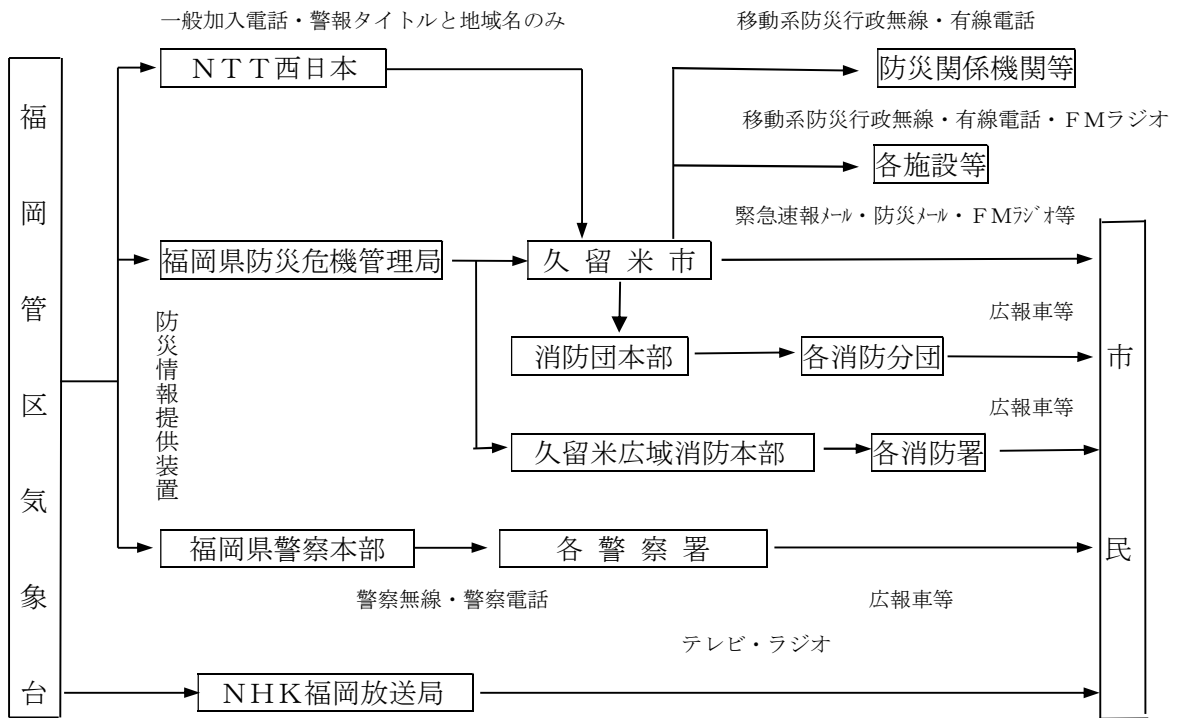 一般加入電話・警報タイトルと地域名のみ
移動系防災行政無線・有線電話
NTT西日本
防災関係機関等
移動系防災行政無線・有線電話・FMラジオ
各施設等
福岡管区気象台
緊急速報ﾒｰﾙ・防災ﾒｰﾙ・FMﾗｼﾞｵ等
福岡県防災危機管理局
久留米市
市民
防災情報提供装置
広報車等
消防団本部
各消防分団
広報車等
久留米広域消防本部
各消防署
福岡県警察本部
各警察署
警察無線・警察電話
広報車等
テレビ・ラジオ
NHK福岡放送局